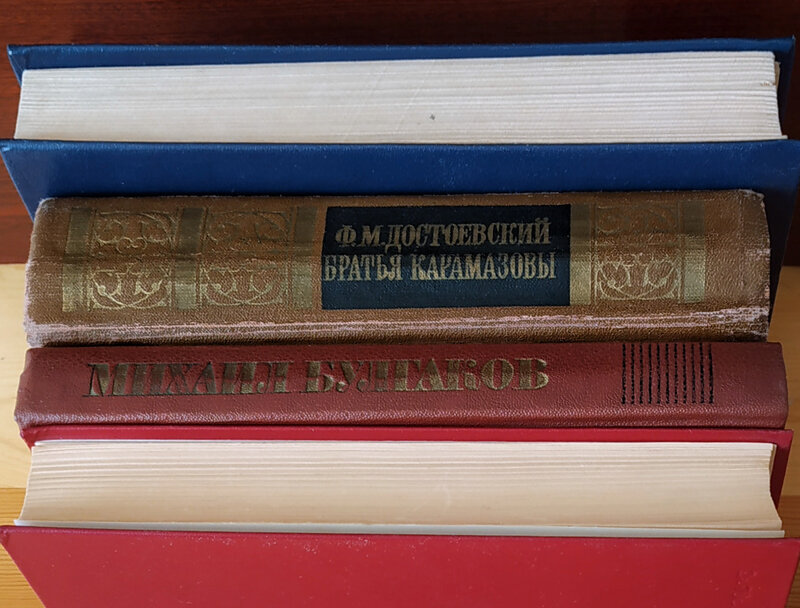 Ф.М.ДОСТОЕВСКИЙ
БРАТЬЯ КАРАМАЗОВЫ
МИХАИЛ БУЛГАКОВ